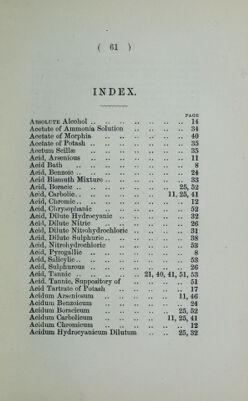 ( 61 )
INDEX.
PAGE
Absolute Alcohol .. .. .. .. .. .. .. 14
Acetate of Ammonia Solution .. .. .. .. 34
Acetate of Morphia .. .. .. .. .. .. 40
Acetate of Potash .. .. .. .. .. .. .. 35
Acetum Scillæ .. .. .. .. .. .. .. 35
Acid, Arsenious .. .. .. .. .. .. .. 11
Acid Bath .. .. .. .. .. .. .. .. 8
Acid, Benzoic .. .. .. .. .. .. .. .. 24
Acid Bismuth Mixture .. .. .. .. .. .. 33
Acid, Boracic .. .. .. .. .. .. .. 25, 52
Acid, Carbolic .. .. .. .. .. .. 11, 25, 41
Acid, Chromic .. .. .. .. .. .. .. .. 12
Acid, Chrysophanic .. .. .. .. .. .. 52
Acid, Dilute Hydrocyanic .. .. .. .. .. 32
Acid, Dilute Nitric .. .. .. .. .. .. 26
Acid, Dilute Nitrohydrochloric .. .. .. .. 31
Acid, Dilute Sulphuric .. .. .. .. .. .. 38
Acid, Nitrohydrochloric .. .. .. .. .. 53
Acid, Pyrogallic .. .. .. .. .. .. .. 8
Acid, Salicylic .. .. .. .. .. .. .. .. 53
Acid, Sulphurous .. .. .. .. .. .. .. 26
Acid, Tannic .. .. .. .. .. 21, 40, 41, 51, 53
Acid, Tannic, Suppository of .. .. .. .. 51
Acid Tartrate of Potash .. .. .. .. .. 17
Acidum Arseniosum .. .. .. .. .. 11, 46
Acidum Benzoicum .. .. .. .. .. .. 24
Acidum Boracicum .. .. .. .. .. 25, 52
Acidum Carbolicum .. .. .. .. 11, 25, 41
Acidum Chromicum .. .. .. .. .. .. 12
Acidum Hydrocyanicum Dilutum .. .. 25, 32